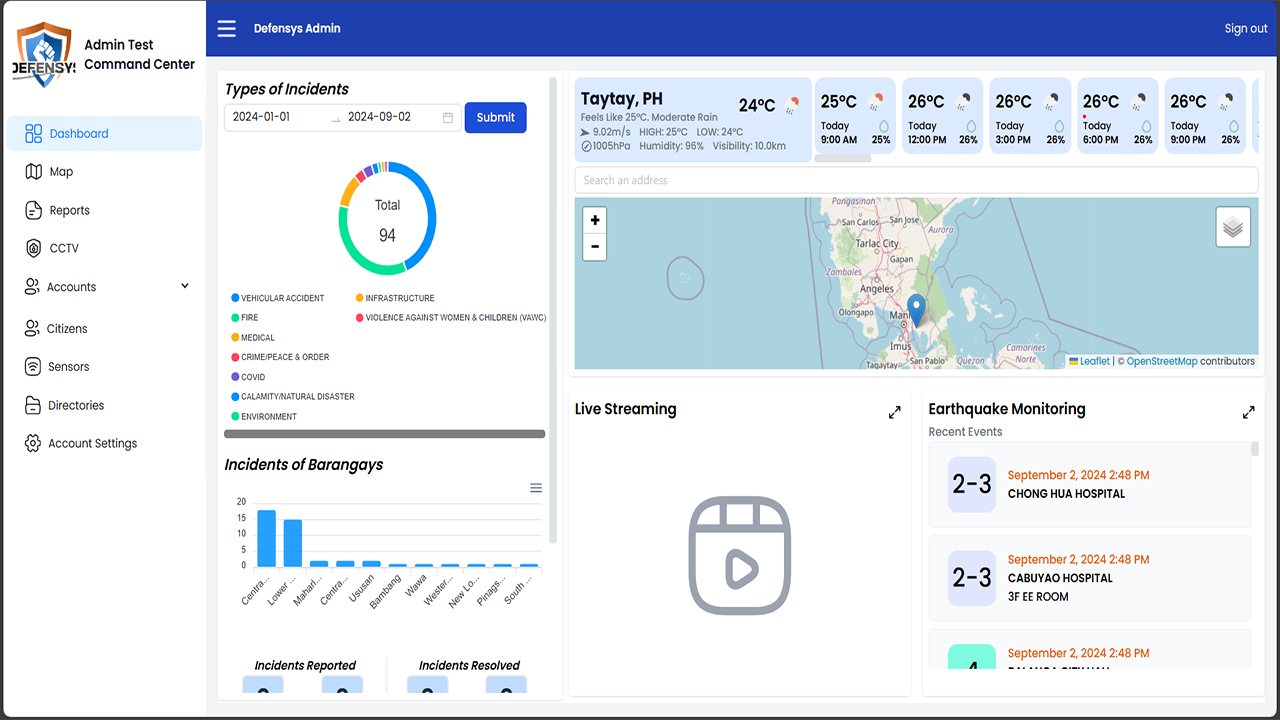 DEFENSYS
Admin Test
Command Center
Dashboard
Map
Reports
CCTV
Accounts
Citizens
Sensors
Directories
Account Settings
Defensys Admin
Sign out
Types of Incidents
2024-01-01 → 2024-09-02
Submit
Total
94
VEHICULAR ACCIDENT
FIRE
MEDICAL
CRIME/PEACE & ORDER
COVID
CALAMITY/NATURAL DISASTER
ENVIRONMENT
INFRASTRUCTURE
VIOLENCE AGAINST WOMEN & CHILDREN (VAWC)
Incidents of Barangays
20
15
10
5
0
Centra...
Lower ...
Maharl...
Centra...
Ususan
Bambang
Wawa
Wester...
New Lo...
Pinags...
South ...
Incidents Reported
Incidents Resolved
Taytay, PH
24°C
Feels Like 25°C. Moderate Rain
9.02m/s HIGH: 25°C LOW: 24°C
1005hPa Humidity: 96% Visibility: 10.0km
25°C
Today
9:00 AM 25%
26°C
Today
12:00 PM 26%
26°C
Today
3:00 PM 26%
26°C
Today
6:00 PM 26%
26°C
Today
9:00 PM 26%
Search an address
+
−
Pangasinan
San Carlos
San Jose
Aurora
Tarlac City
Gapan
Zambales
Angeles
Olongapo
Mani
Imus
Tagaytay
San Pablo
Quezon
Camarines
Norte
Leaflet | © OpenStreetMap contributors
Live Streaming
Earthquake Monitoring
Recent Events
2-3
September 2, 2024 2:48 PM
CHONG HUA HOSPITAL
2-3
September 2, 2024 2:48 PM
CABUYAO HOSPITAL
3F EE ROOM
4
September 2, 2024 2:48 PM